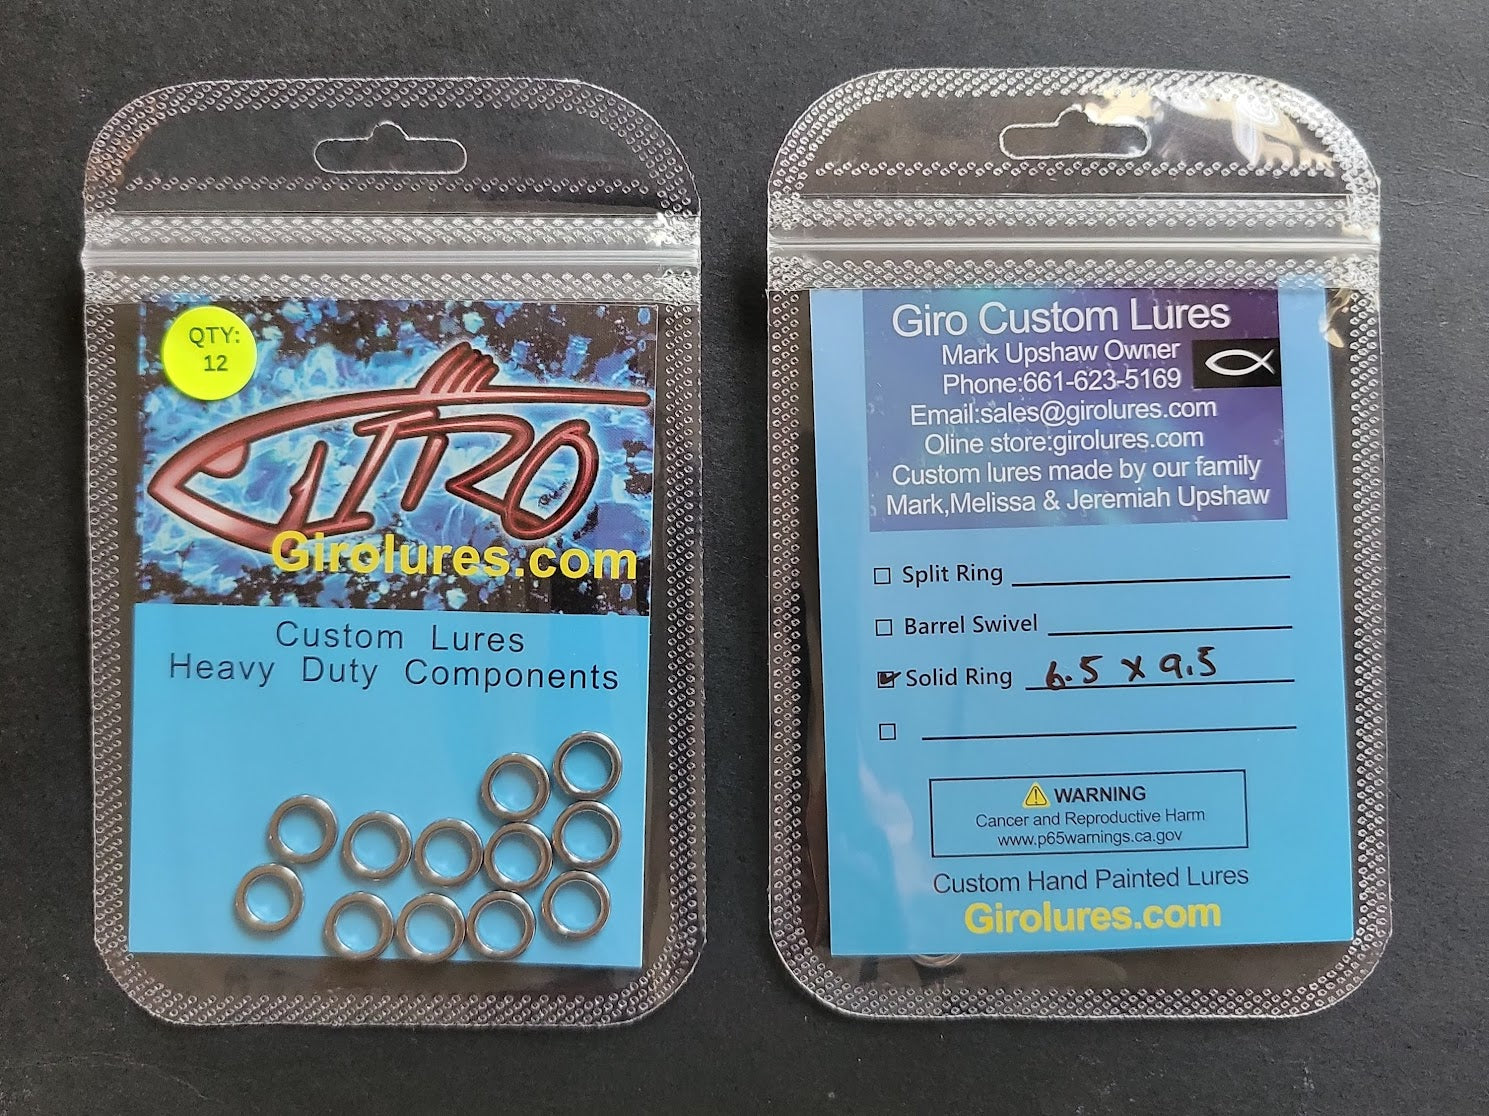 QTY:
12
GIRO
Girolures.com
Custom Lures
Heavy Duty Components
Giro Custom Lures
Mark Upshaw Owner
Phone:661-623-5169
Email:sales@girolures.com
Oline store:girolures.com
Custom lures made by our family
Mark,Melissa & Jeremiah Upshaw
Split Ring
Barrel Swivel
Solid Ring 6.5 x 9.5
WARNING
Cancer and Reproductive Harm
www.p65warnings.ca.gov
Custom Hand Painted Lures
Girolures.com